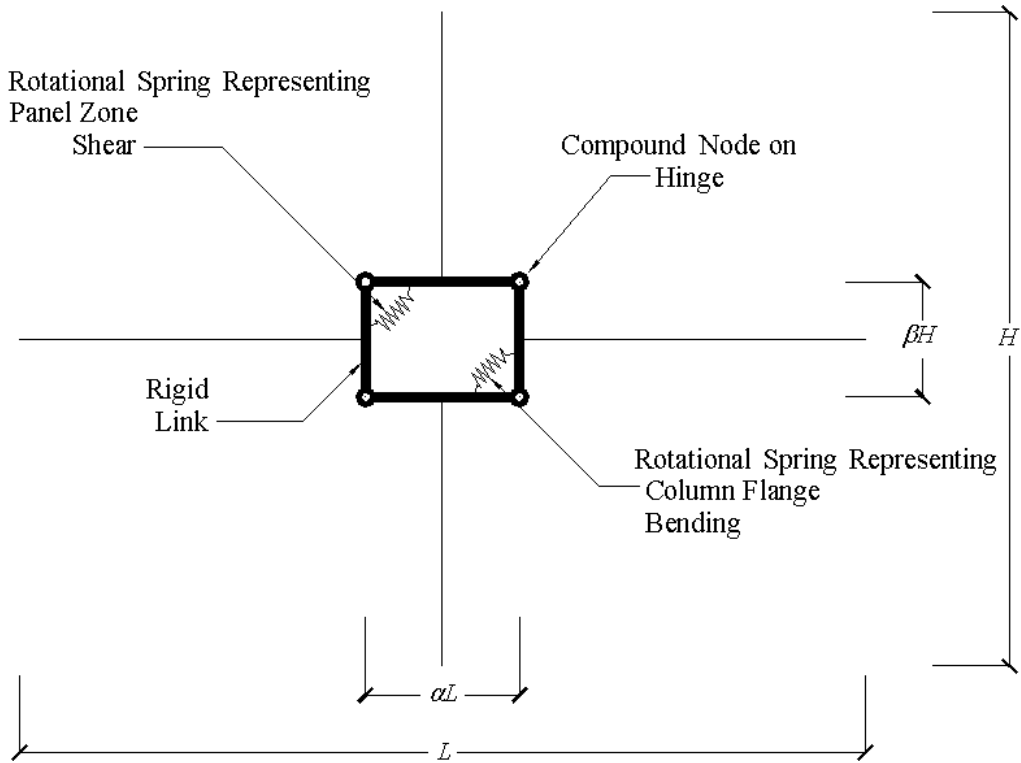 Rotational Spring Representing
Panel Zone
Shear
Compound Node on
Hinge
βH
H
Rigid
Link
Rotational Spring Representing
Column Flange
Bending
αL
L